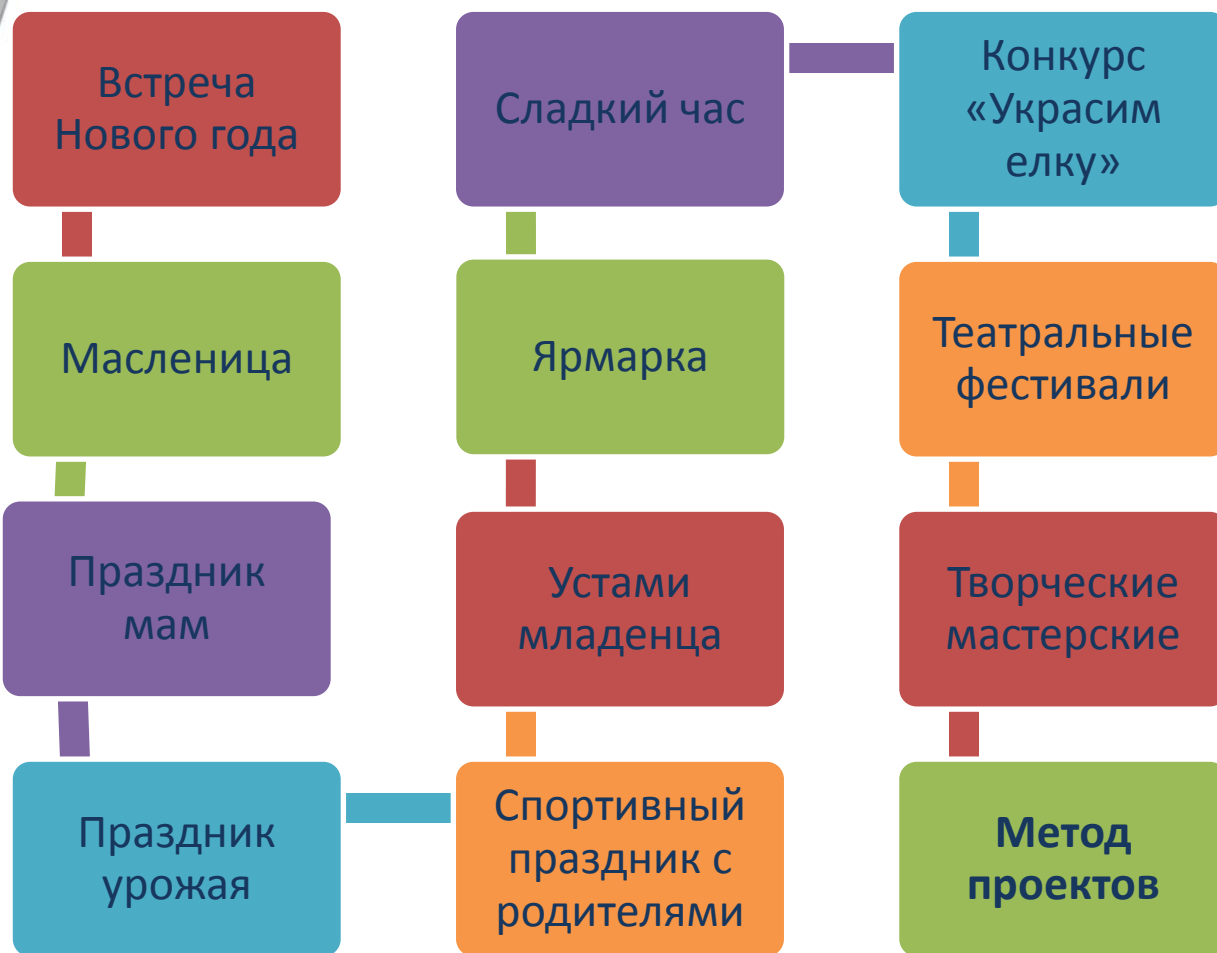 Встреча
Нового года
Масленица
Праздник
мам
Праздник
урожая
Спортивный
праздник с
родителями
Устами
младенца
Ярмарка
Сладкий час
Конкурс
«Украсим
елку»
Театральные
фестивали
Творческие
мастерские
Метод
проектов